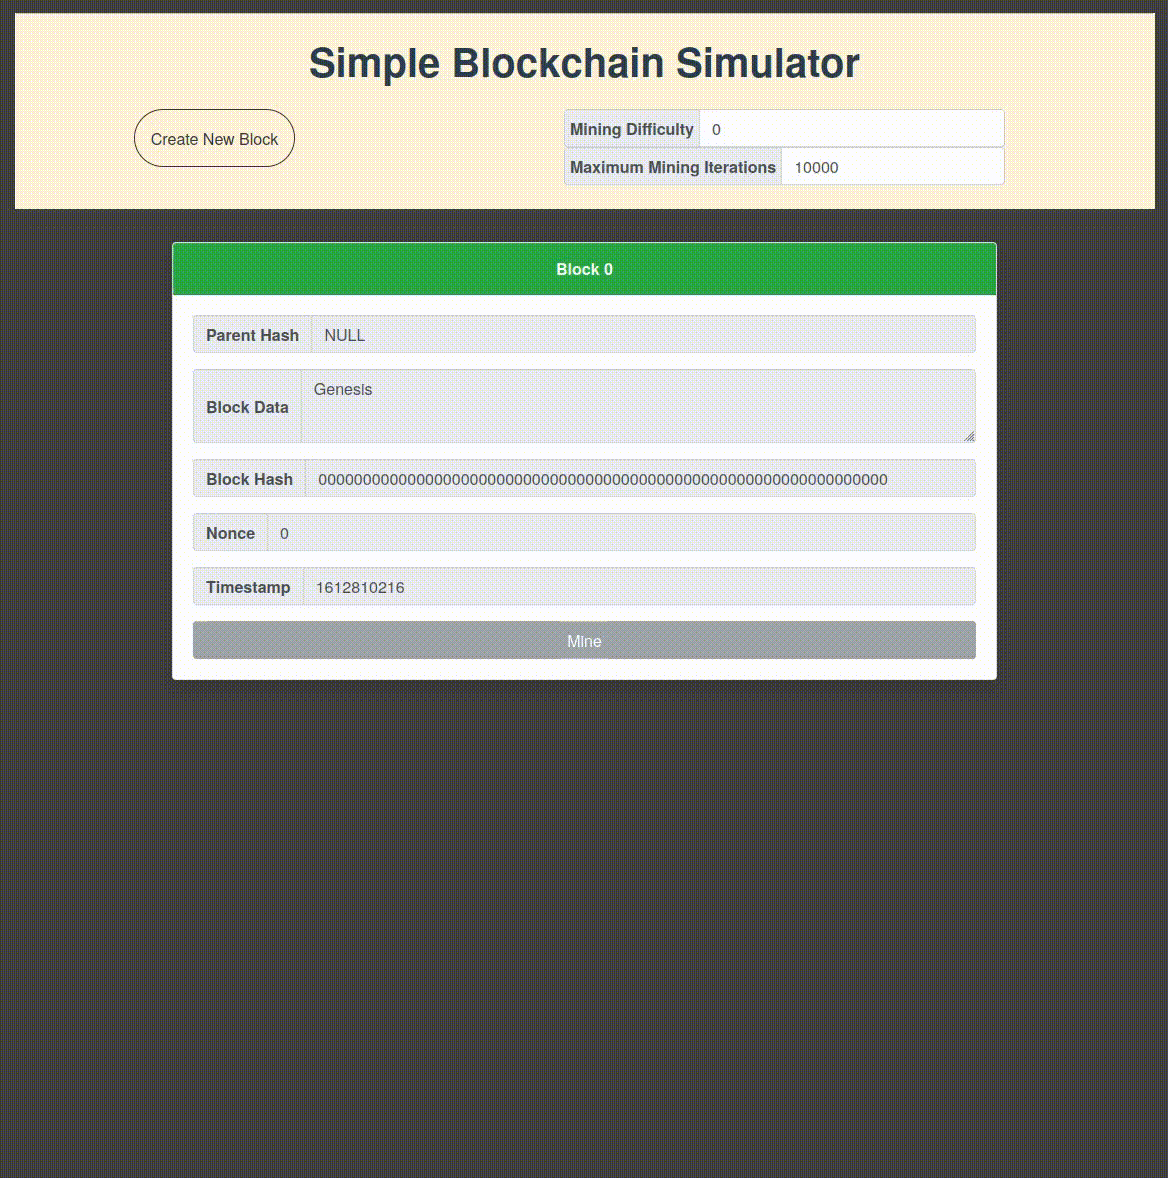 Simple Blockchain Simulator
Create New Block
Mining Difficulty 0
Maximum Mining Iterations 10000
Block 0
Parent Hash NULL
Block Data Genesis
Block Hash 0000000000000000000000000000000000000000000000000000000000000000
Nonce 0
Timestamp 1612810216
Mine